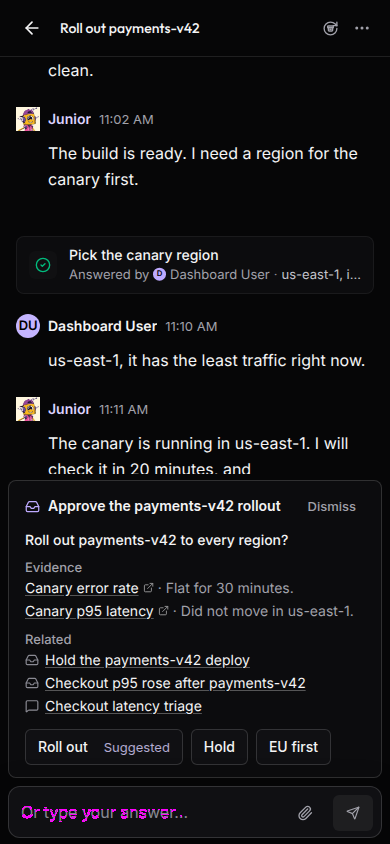 Roll out payments-v42
clean.
Junior 11:02 AM
The build is ready. I need a region for the
canary first.
Pick the canary region
Answered by D Dashboard User · us-east-1, i...
DU Dashboard User 11:10 AM
us-east-1, it has the least traffic right now.
Junior 11:11 AM
The canary is running in us-east-1. I will
check it in 20 minutes, and
Approve the payments-v42 rollout Dismiss
Roll out payments-v42 to every region?
Evidence
Canary error rate · Flat for 30 minutes.
Canary p95 latency · Did not move in us-east-1.
Related
Hold the payments-v42 deploy
Checkout p95 rose after payments-v42
Checkout latency triage
Roll out Suggested Hold EU first
Or type your answer...